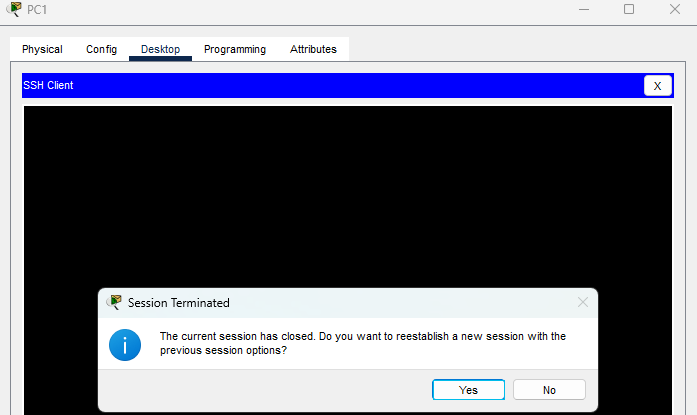 PC1
Physical Config Desktop Programming Attributes
SSH Client X
Session Terminated
The current session has closed. Do you want to reestablish a new session with the
previous session options?
Yes No